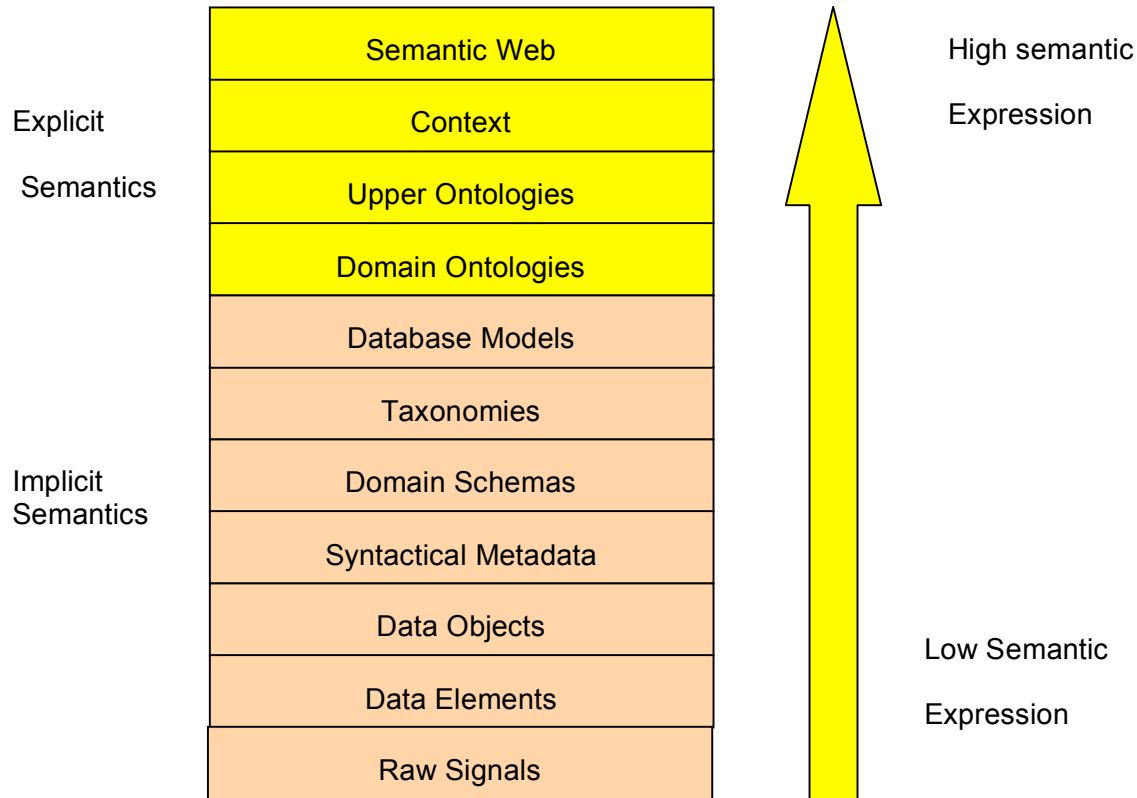 Explicit
Semantics
Implicit
Semantics
Semantic Web
Context
Upper Ontologies
Domain Ontologies
Database Models
Taxonomies
Domain Schemas
Syntactical Metadata
Data Objects
Data Elements
Raw Signals
High semantic
Expression
Low Semantic
Expression